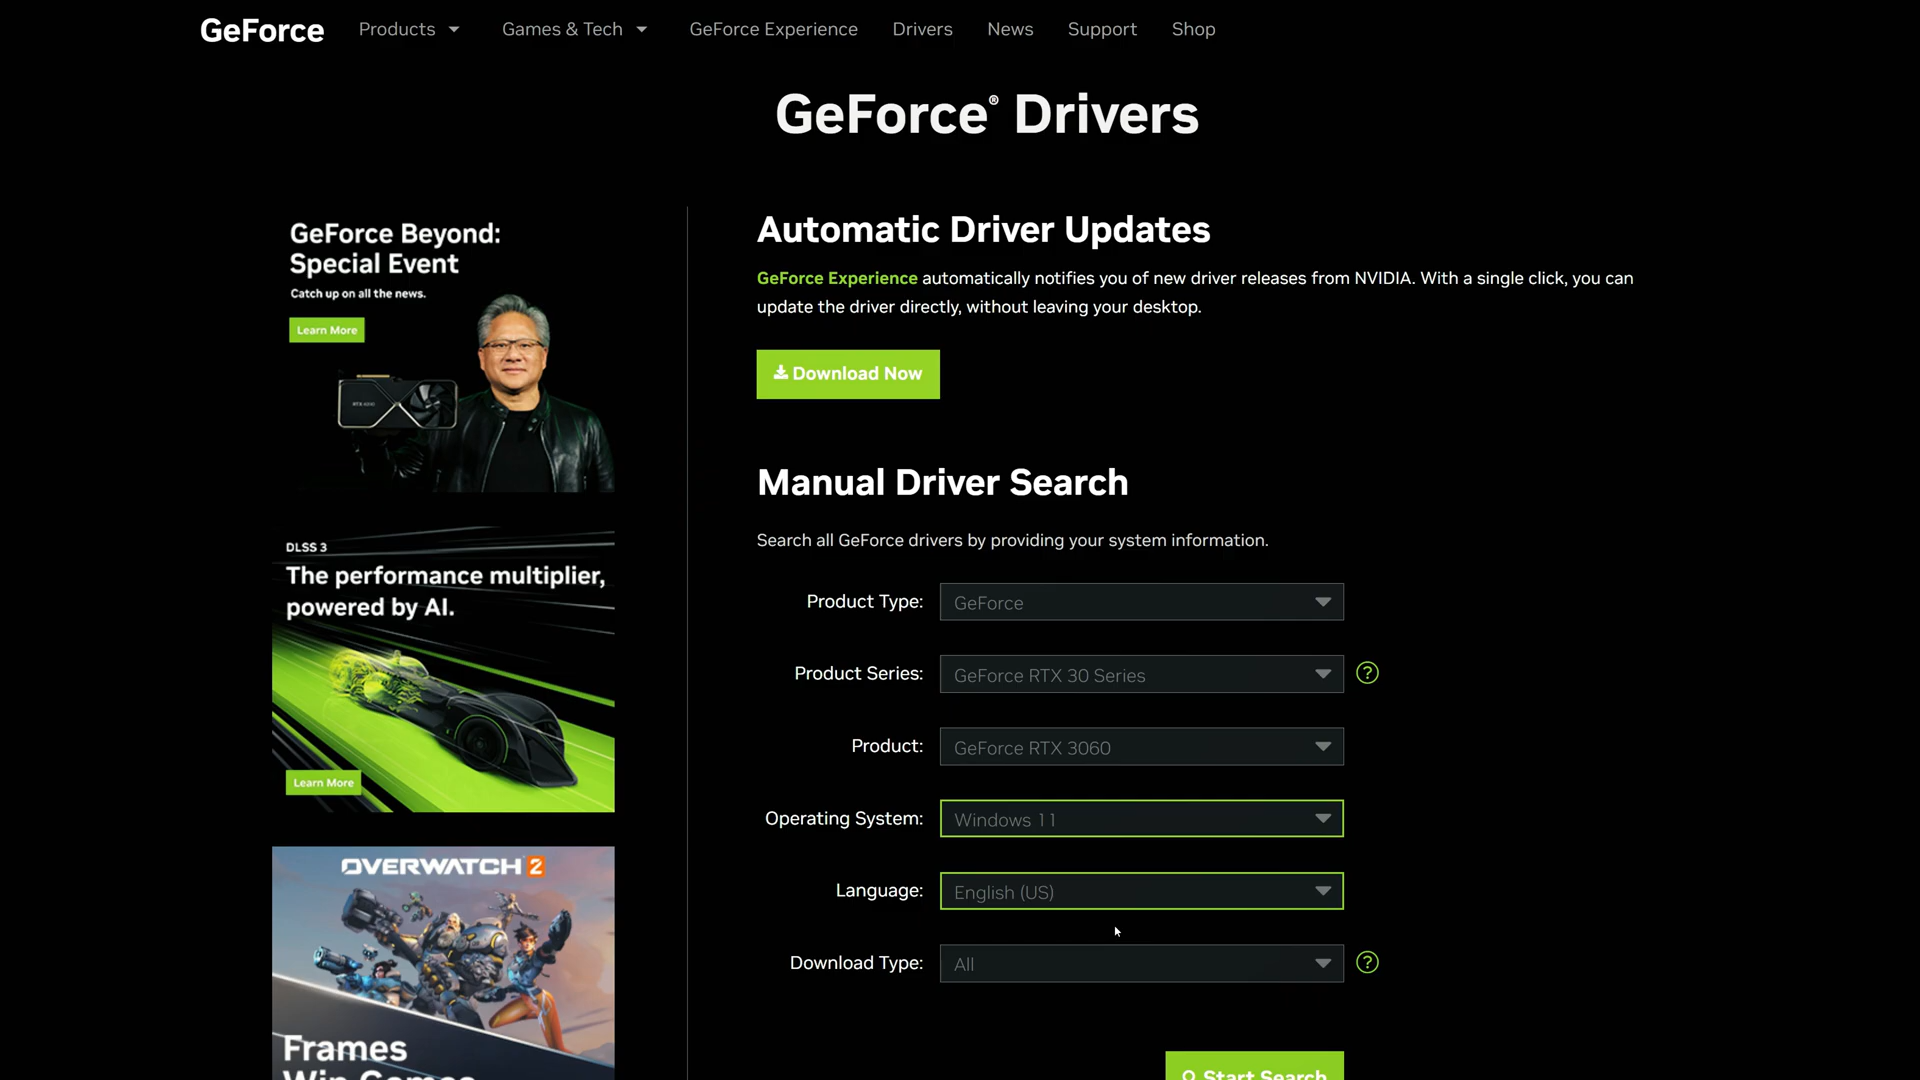 GeForce
Products
Games & Tech
GeForce Experience
Drivers
News
Support
Shop
GeForce® Drivers
GeForce Beyond:
Special Event
Catch up on all the news.
Learn More
DLSS 3
The performance multiplier,
powered by AI.
Learn More
OVERWATCH 2
Frames
Win Games
Automatic Driver Updates
GeForce Experience automatically notifies you of new driver releases from NVIDIA. With a single click, you can
update the driver directly, without leaving your desktop.
Download Now
Manual Driver Search
Search all GeForce drivers by providing your system information.
Product Type: GeForce
Product Series: GeForce RTX 30 Series ?
Product: GeForce RTX 3060
Operating System: Windows 11
Language: English (US)
Download Type: All ?
Start Search